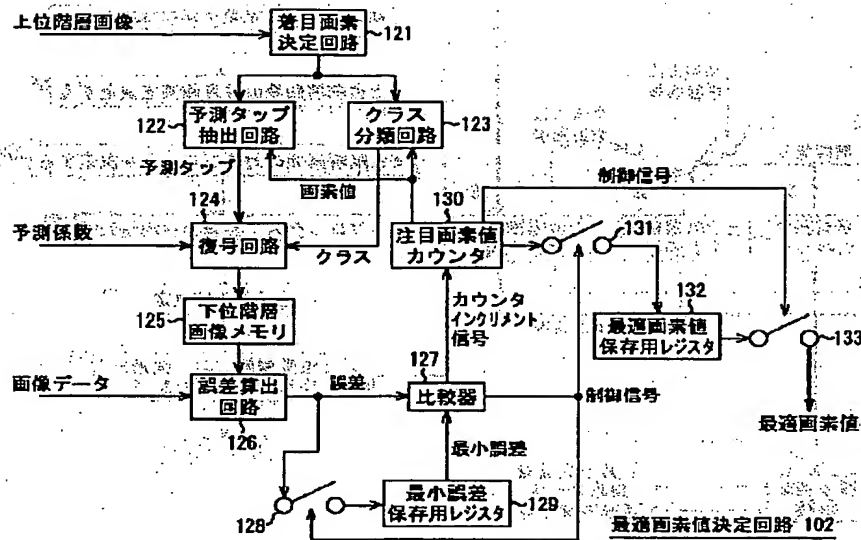 上位階層画像
着目画素
決定回路
121
122
予測タップ
抽出回路
クラス
分類回路
123
予測タップ
画素値
制御信号
124
130
予測係数
復号回路
クラス
注目画素値
カウンタ
131
125
下位階層
画像メモリ
カウンタ
インクリメント
信号
132
最適画素値
保存用レジスタ
133
画像データ
誤差算出
回路
126
誤差
127
比較器
制御信号
最適画素値
最小誤差
128
最小誤差
保存用レジスタ
129
最適画素値決定回路 102